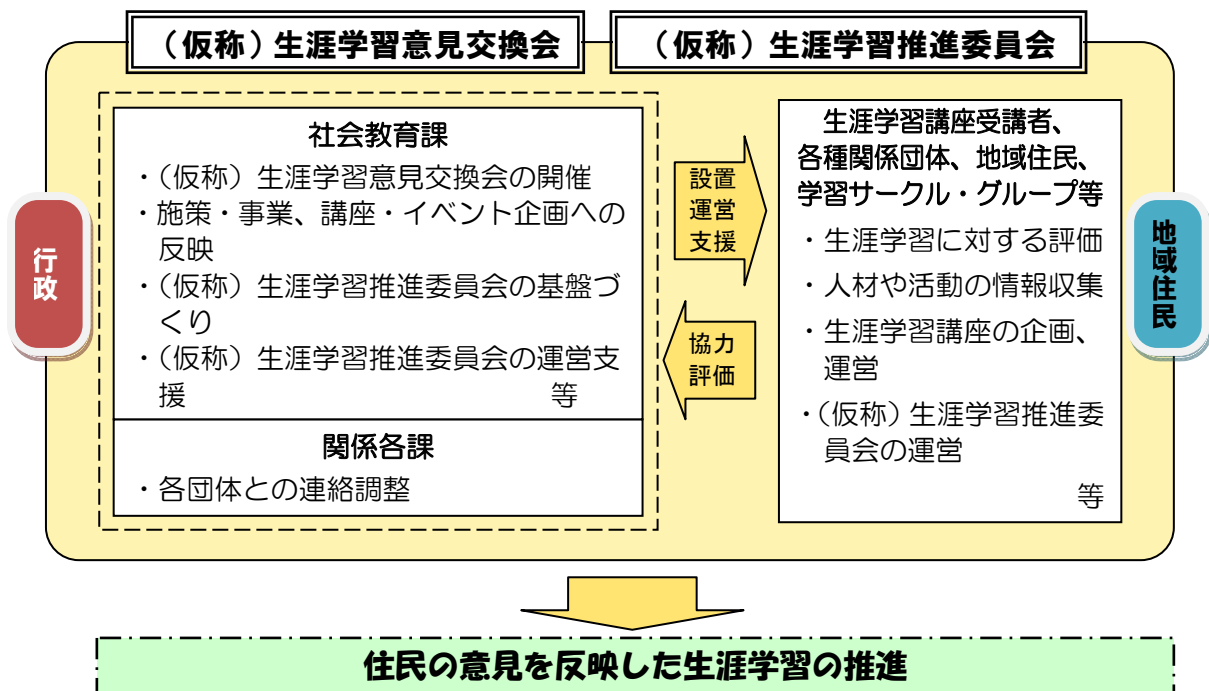 （仮称）生涯学習意見交換会
（仮称）生涯学習推進委員会
行政
社会教育課
・（仮称）生涯学習意見交換会の開催
・施策・事業、講座・イベント企画への
反映
・（仮称）生涯学習推進委員会の基盤づ
くり
・（仮称）生涯学習推進委員会の運営支
援　等
関係各課
・各団体との連絡調整
設置
運営
支援
協力
評価
生涯学習講座受講者、
各種関係団体、地域住民、
学習サークル・グループ等
・生涯学習に対する評価
・人材や活動の情報収集
・生涯学習講座の企画、
運営
・（仮称）生涯学習推進委
員会の運営
等
地域住民
住民の意見を反映した生涯学習の推進